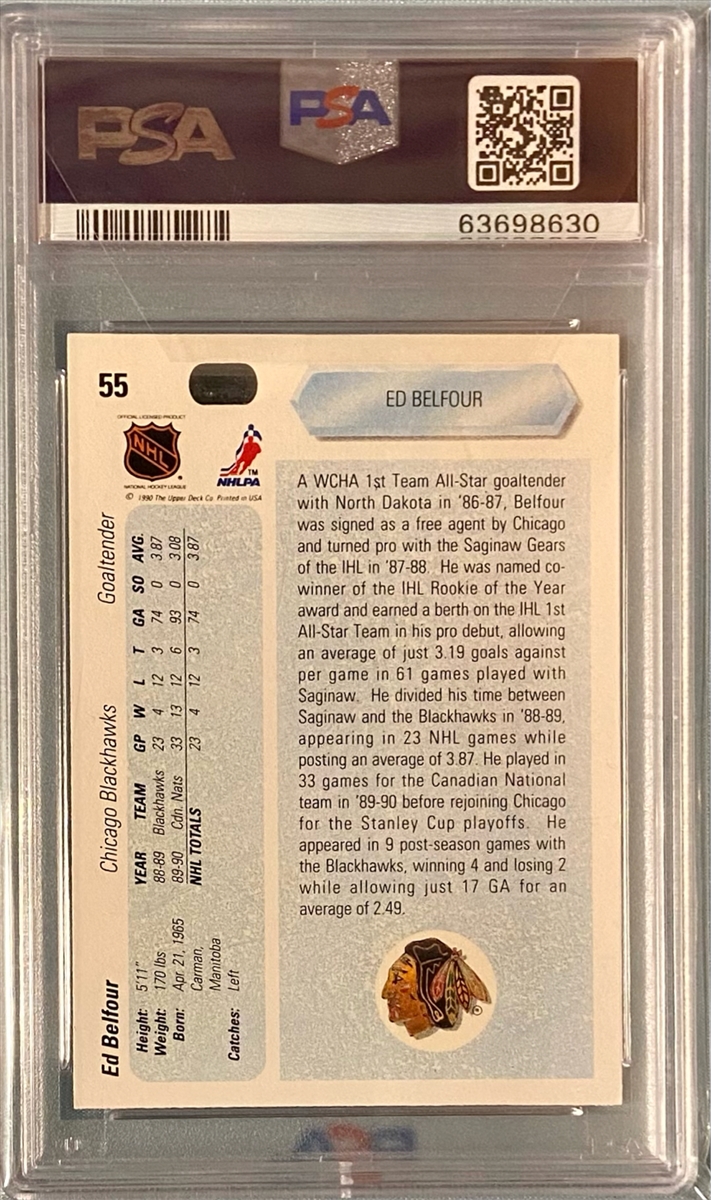 PSA
PSA
63698630
55
OFFICIAL LICENSED PRODUCT
NHL
NATIONAL HOCKEY LEAGUE
TM
NHLPA
© 1990 The Upper Deck Co. Printed in USA
ED BELFOUR
A WCHA 1st Team All-Star goaltender
with North Dakota in '86-87, Belfour
was signed as a free agent by Chicago
and turned pro with the Saginaw Gears
of the IHL in '87-88. He was named co-
winner of the IHL Rookie of the Year
award and earned a berth on the IHL 1st
All-Star Team in his pro debut, allowing
an average of just 3.19 goals against
per game in 61 games played with
Saginaw. He divided his time between
Saginaw and the Blackhawks in '88-89,
appearing in 23 NHL games while
posting an average of 3.87. He played in
33 games for the Canadian National
team in '89-90 before rejoining Chicago
for the Stanley Cup playoffs. He
appeared in 9 post-season games with
the Blackhawks, winning 4 and losing 2
while allowing just 17 GA for an
average of 2.49.
®
Ed Belfour Chicago Blackhawks Goaltender
Height: 5'11"
Weight: 170 lbs
Born: Apr. 21, 1965
Carman,
Manitoba
Catches: Left
YEAR TEAM GP W L T GA SO AVG.
88-89 Blackhawks 23 4 12 3 74 0 3.87
89-90 Cdn. Nats 33 13 12 6 93 0 3.08
NHL TOTALS 23 4 12 3 74 0 3.87